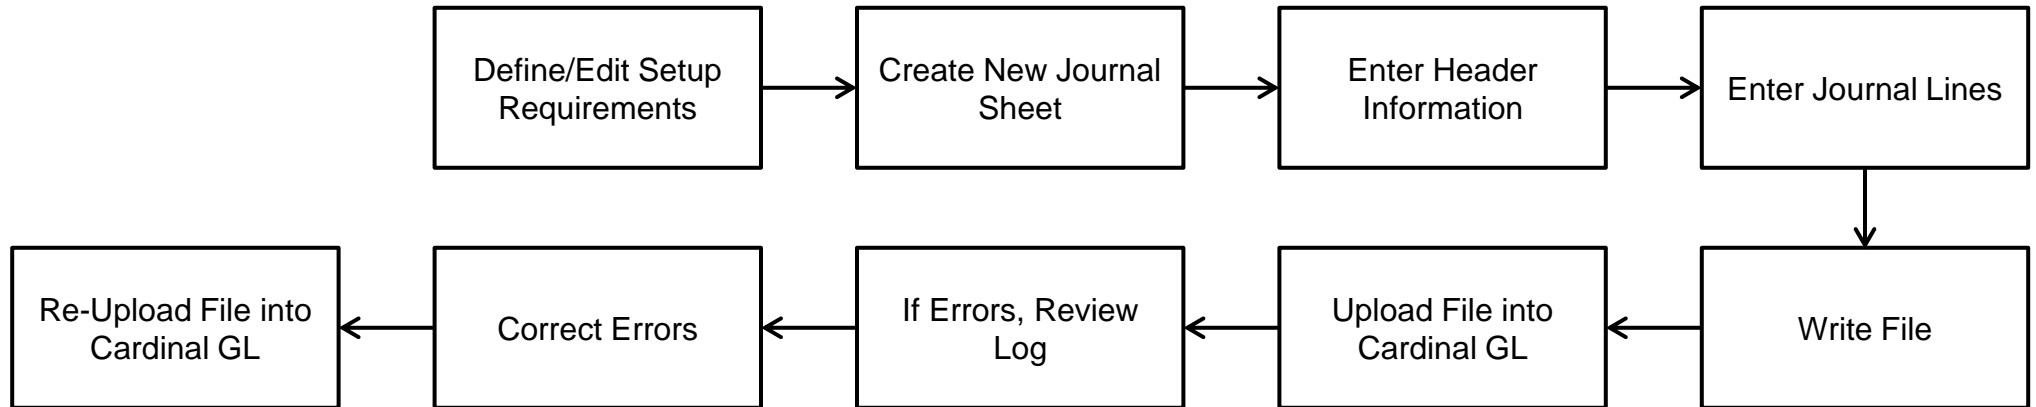 Define/Edit Setup
Requirements
Create New Journal
Sheet
Enter Header
Information
Enter Journal Lines
Write File
Upload File into
Cardinal GL
If Errors, Review
Log
Correct Errors
Re-Upload File into
Cardinal GL